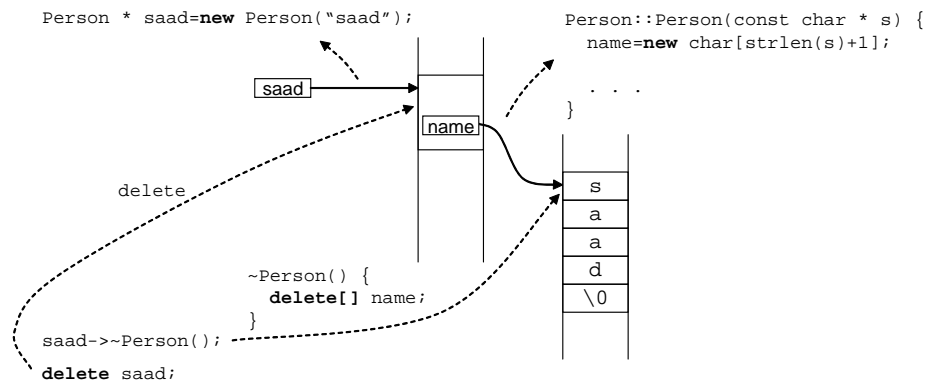 Person * saad=new Person(“saad”);
Person::Person(const char * s) {
name=new char[strlen(s)+1];
. . .
}
saad
name
delete
s
a
a
d
\0
~Person() {
delete[] name;
}
saad->~Person();
delete saad;